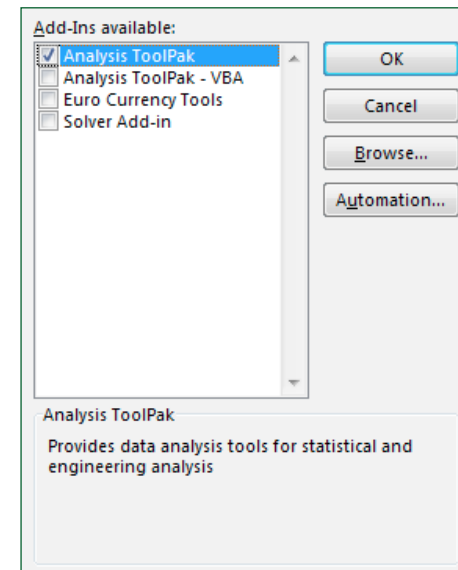 Add-Ins available:
Analysis ToolPak
Analysis ToolPak - VBA
Euro Currency Tools
Solver Add-in
OK
Cancel
Browse...
Automation...
Analysis ToolPak
Provides data analysis tools for statistical and
engineering analysis